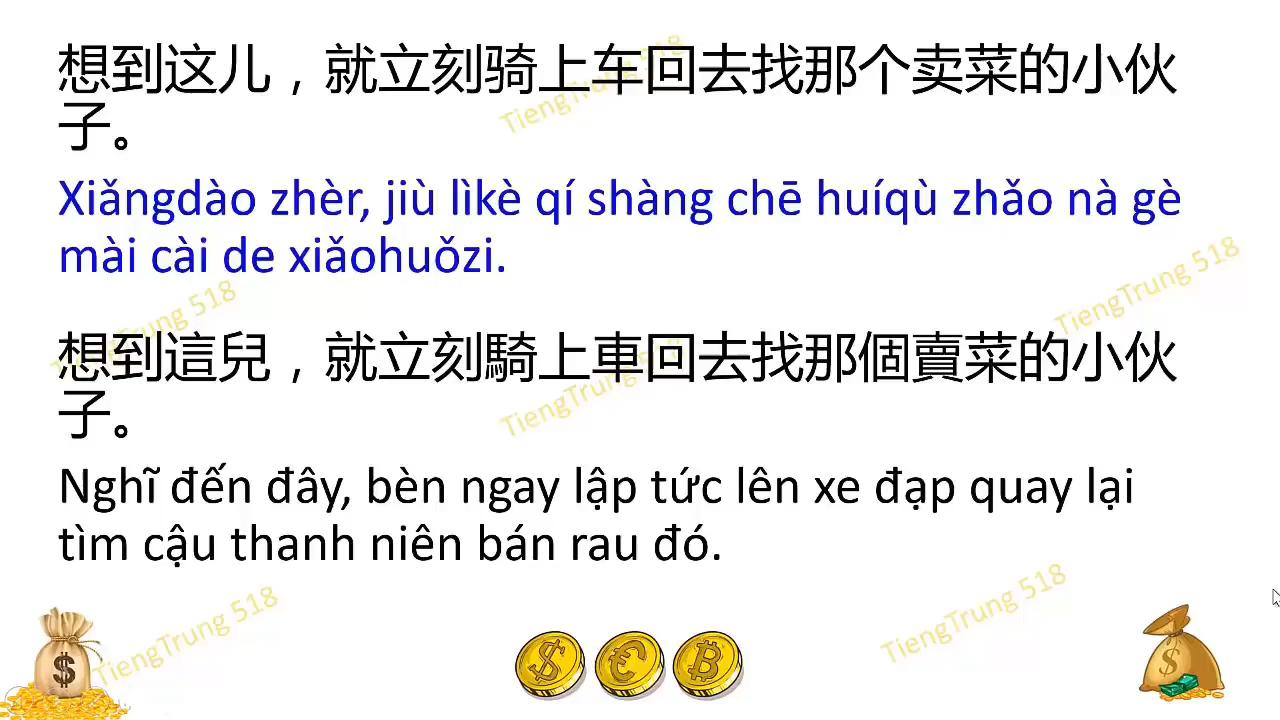 想到这儿，就立刻骑上车回去找那个卖菜的小伙
子。
Xiǎngdào zhèr, jiù lìkè qí shàng chē huíqù zhǎo nà gè
mài cài de xiǎohuǒzi.
想到這兒，就立刻騎上車回去找那個賣菜的小伙
子。
Nghĩ đến đây, bèn ngay lập tức lên xe đạp quay lại
tìm cậu thanh niên bán rau đó.
TiengTrung 518
TiengTrung 518
TiengTrung 518
TiengTrung 518
TiengTrung 518
TiengTrung 518